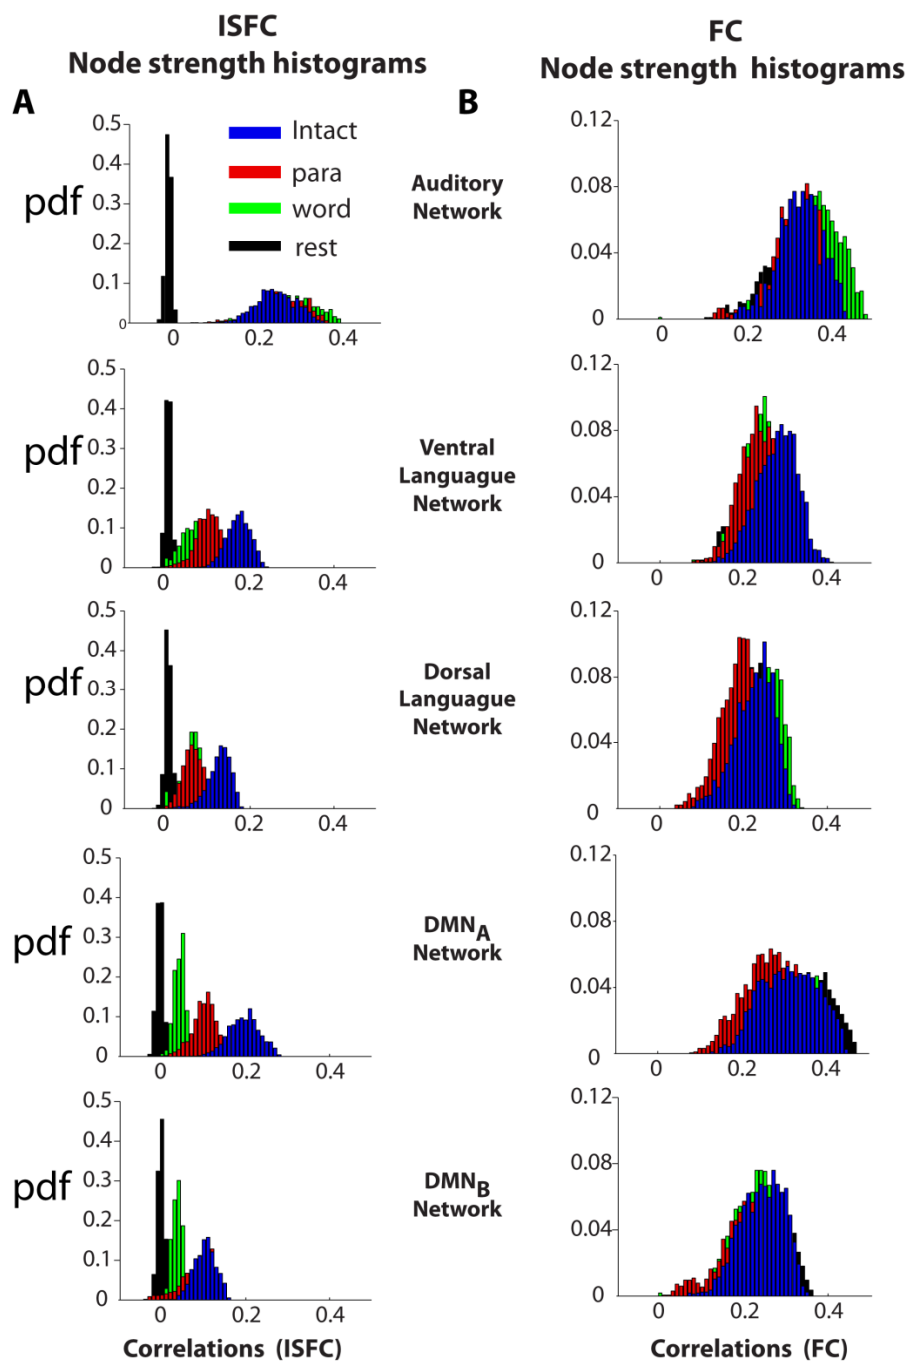 ISFC
Node strength histograms
FC
Node strength histograms
A
B
pdf
0.5
0.4
0.3
0.2
0.1
0
0
0.2
0.4
Intact
para
word
rest
Auditory
Network
0.12
0.08
0.04
0
0
0.2
0.4
pdf
0.5
0.4
0.3
0.2
0.1
0
0
0.2
0.4
Ventral
Languague
Network
0.12
0.08
0.04
0
0
0.2
0.4
pdf
0.5
0.4
0.3
0.2
0.1
0
0
0.2
0.4
Dorsal
Languague
Network
0.12
0.08
0.04
0
0
0.2
0.4
pdf
0.5
0.4
0.3
0.2
0.1
0
0
0.2
0.4
DMNA
Network
0.12
0.08
0.04
0
0
0.2
0.4
pdf
0.5
0.4
0.3
0.2
0.1
0
0
0.2
0.4
DMNB
Network
0.12
0.08
0.04
0
0
0.2
0.4
Correlations (ISFC)
Correlations (FC)